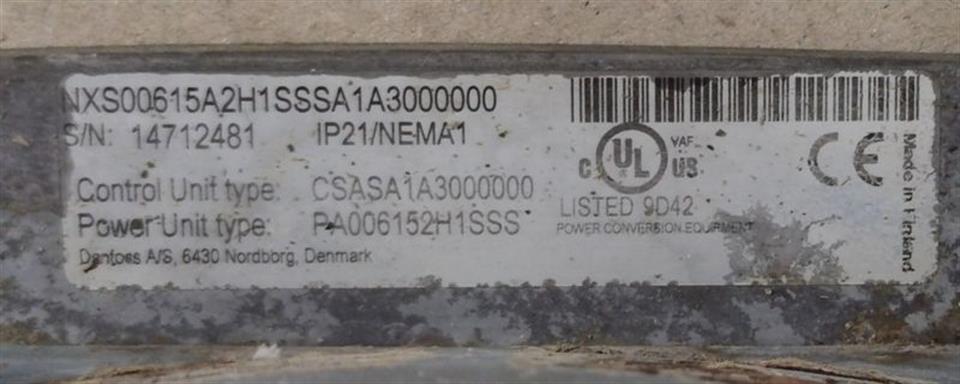 NXS00615A2H1SSSA1A3000000
S/N: 14712481 IP21/NEMA1
Control Unit type: CSASA1A3000000
Power Unit type: PA006152H1SSS
Danfoss A/S, 6430 Nordborg, Denmark
C UL US
LISTED 9D42
POWER CONVERSION EQUIPMENT
CE
Made in Finland